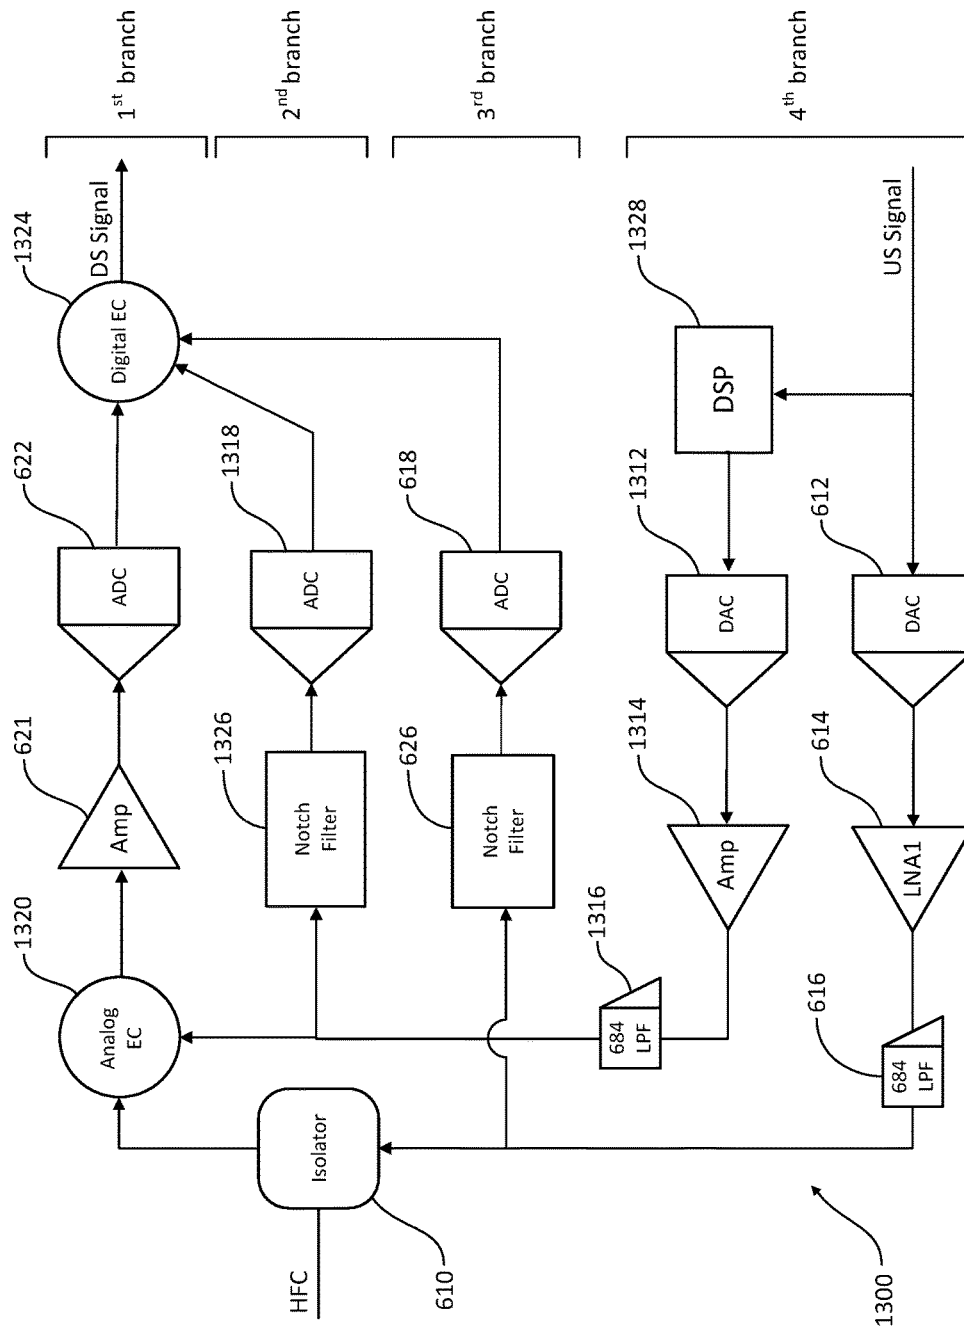 HFC
Isolator
610
Analog
EC
1320
Amp
621
ADC
622
Digital EC
1324
DS Signal
1st branch
Notch
Filter
1326
ADC
1318
2nd branch
Notch
Filter
626
ADC
618
3rd branch
684
LPF
1316
Amp
1314
DAC
1312
DSP
1328
4th branch
684
LPF
616
LNA1
614
DAC
612
US Signal
1300